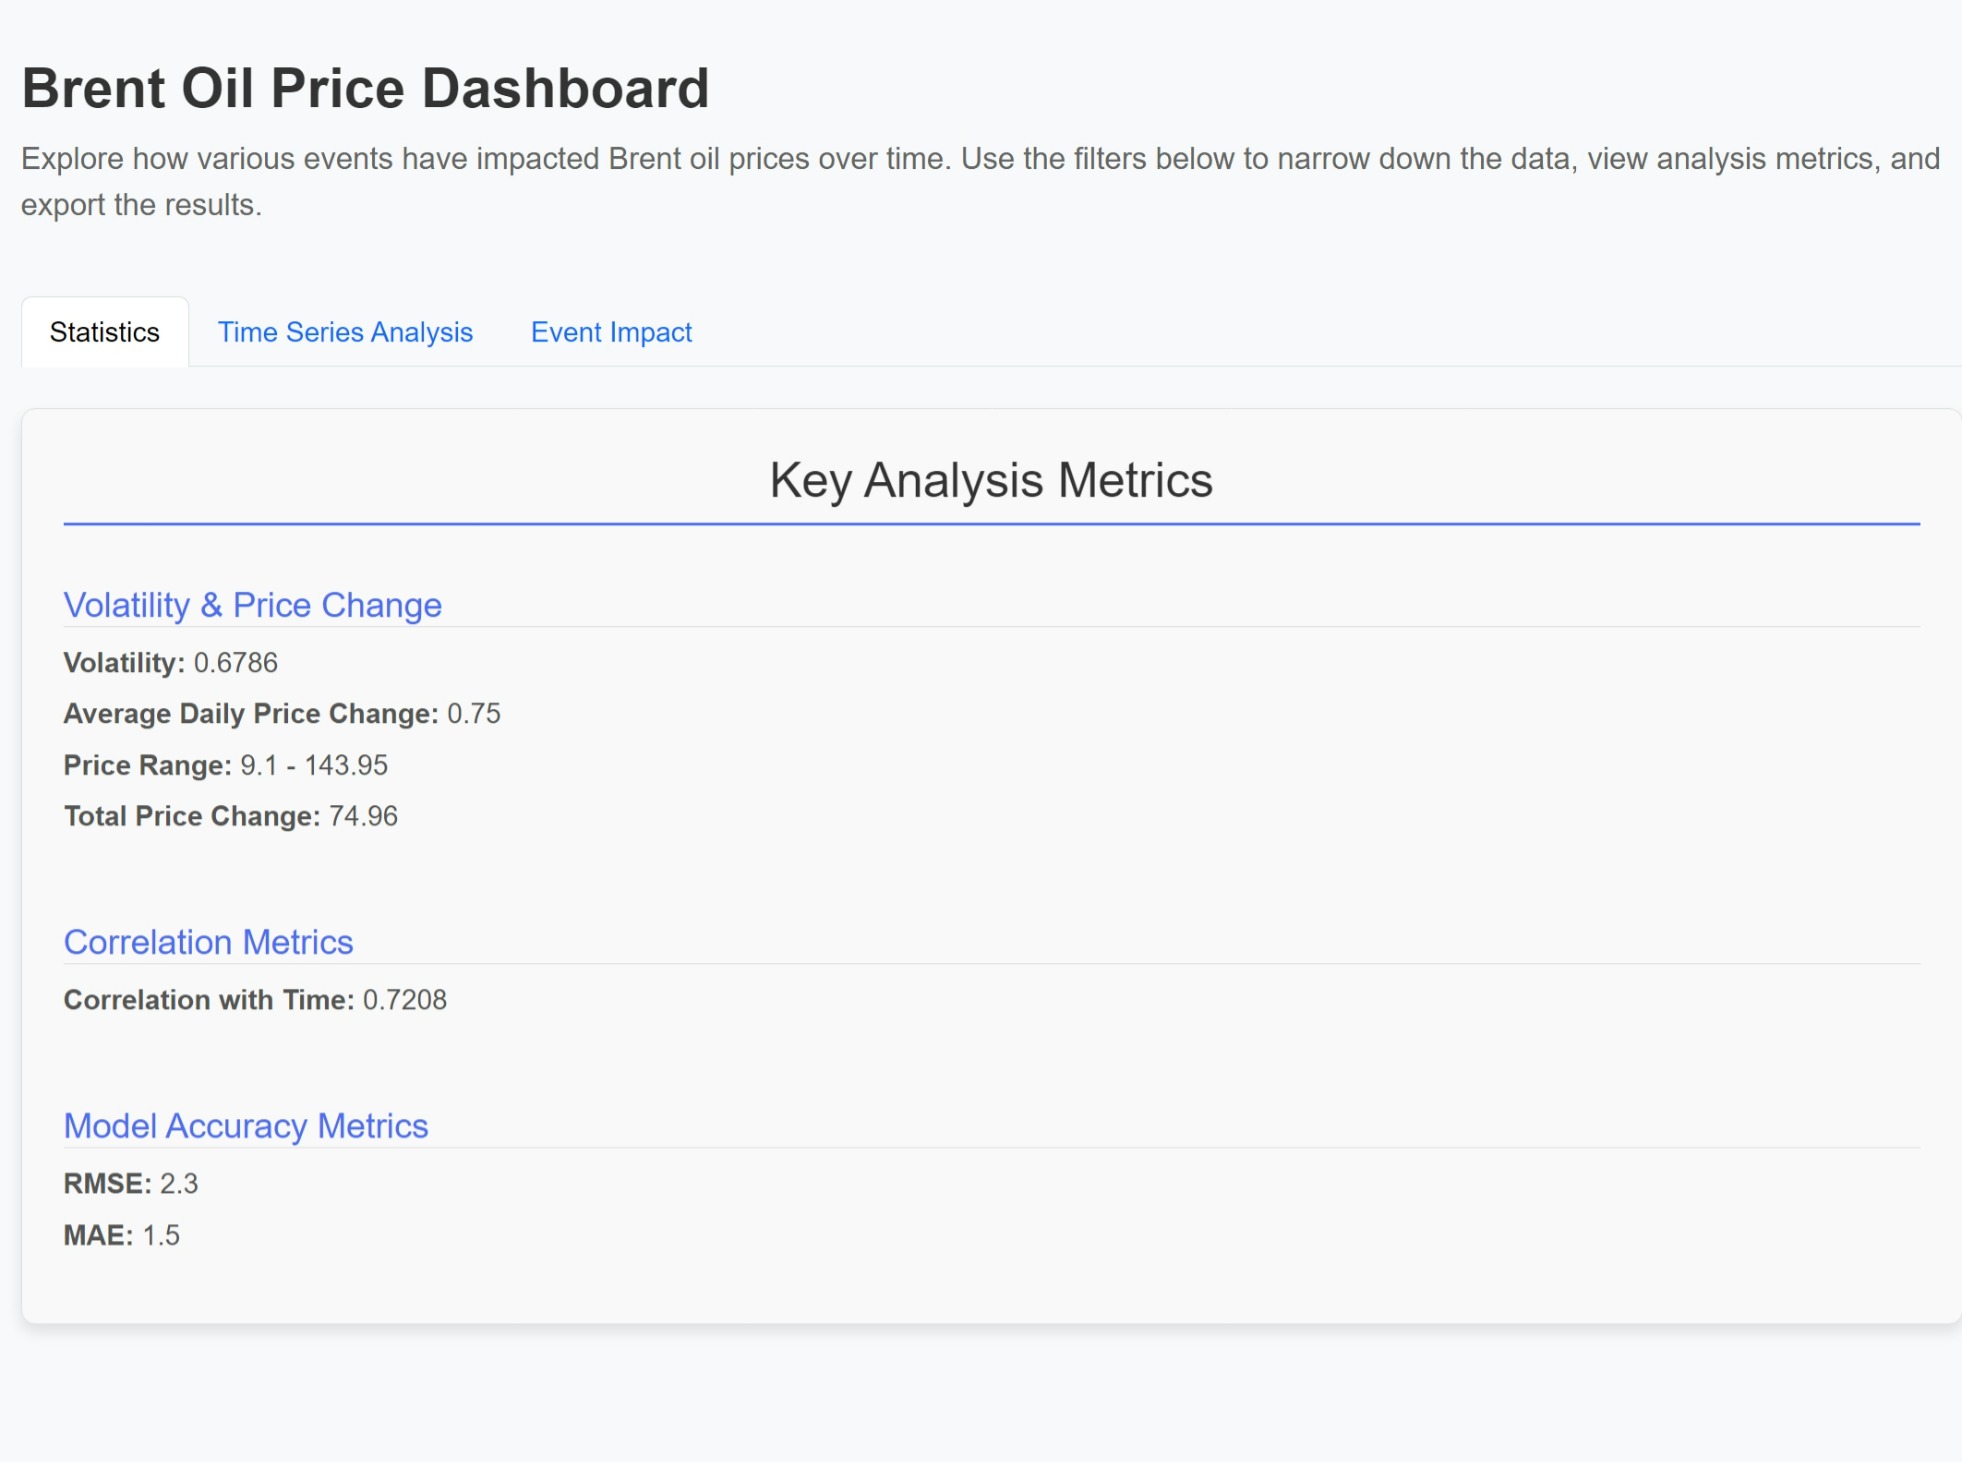 Brent Oil Price Dashboard
Explore how various events have impacted Brent oil prices over time. Use the filters below to narrow down the data, view analysis metrics, and
export the results.
Statistics
Time Series Analysis
Event Impact
Key Analysis Metrics
Volatility & Price Change
Volatility: 0.6786
Average Daily Price Change: 0.75
Price Range: 9.1 - 143.95
Total Price Change: 74.96
Correlation Metrics
Correlation with Time: 0.7208
Model Accuracy Metrics
RMSE: 2.3
MAE: 1.5